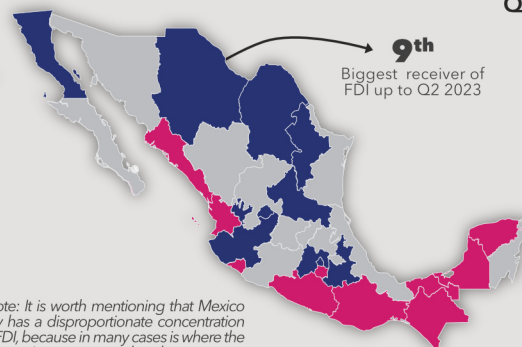 Q
9th
Biggest receiver of
FDI up to Q2 2023
ote: It is worth mentioning that Mexico
y has a disproportionate concentration
FDI, because in many cases is where the